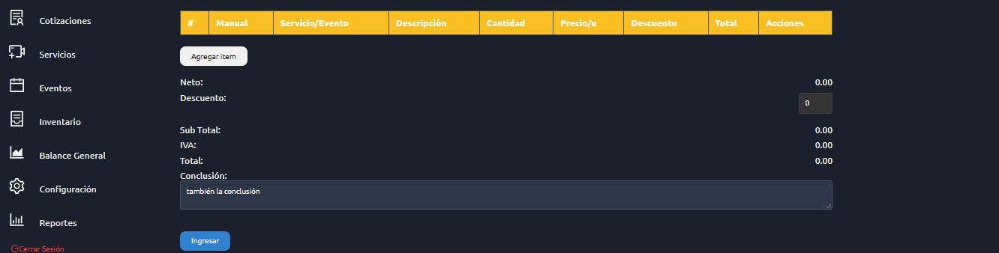 Cotizaciones
Servicios
Eventos
Inventario
Balance General
Configuración
Reportes
Cerrar Sesión
# Manual Servicio/Evento Descripción Cantidad Precio/u Descuento Total Acciones
Agregar item
Neto: 0.00
Descuento: 0
Sub Total: 0.00
IVA: 0.00
Total: 0.00
Conclusión:
también la conclusión
Ingresar